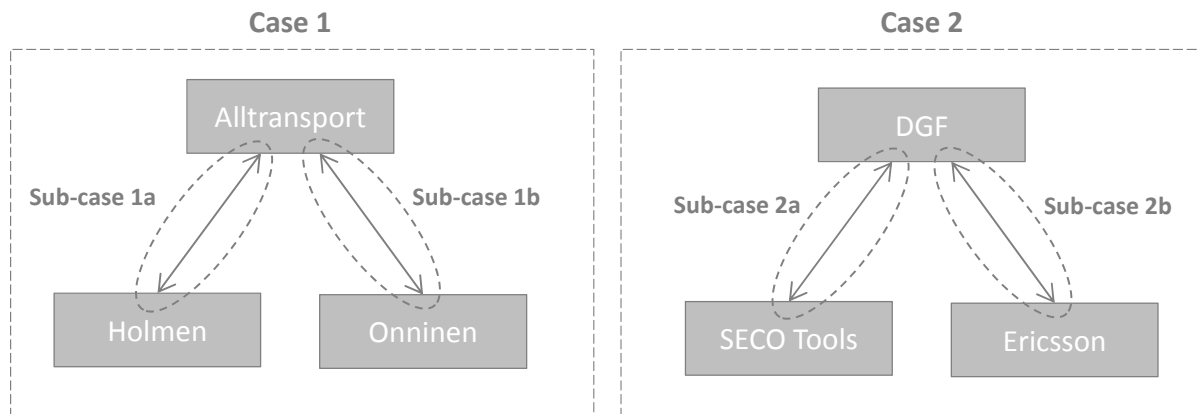 Case 1
Case 2
Alltransport
DGF
Sub-case 1a
Sub-case 1b
Sub-case 2a
Sub-case 2b
Holmen
Onninen
SECO Tools
Ericsson